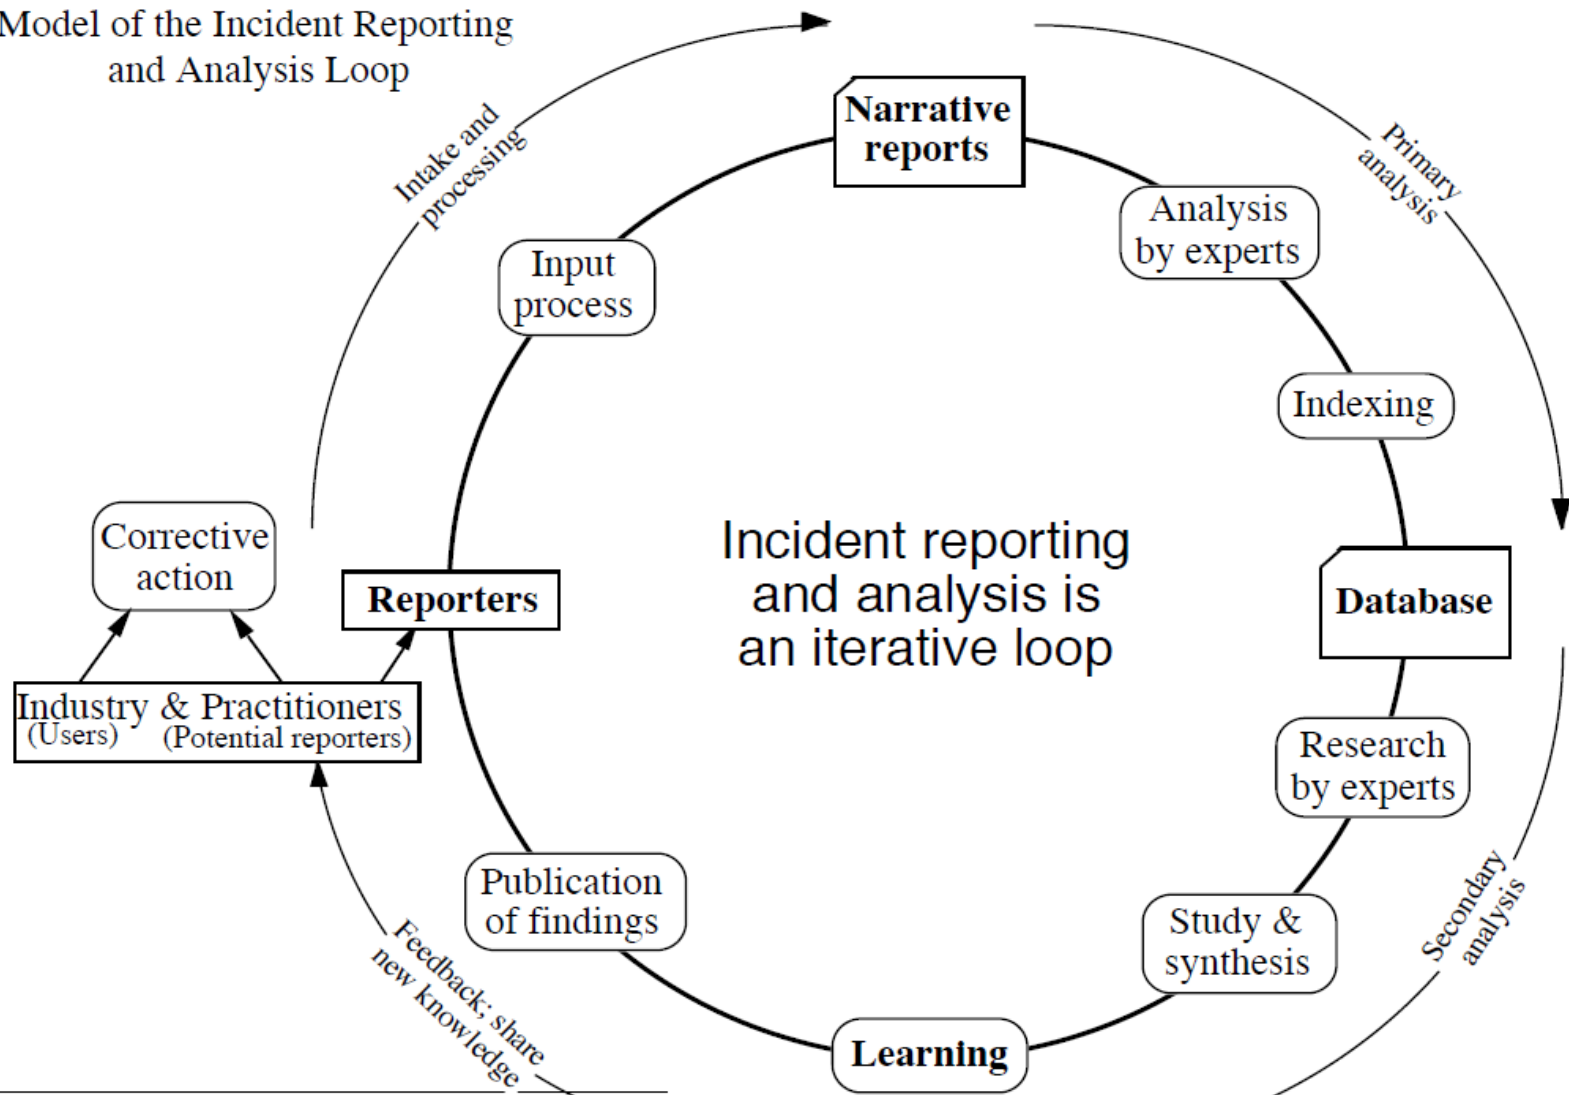 Model of the Incident Reporting
and Analysis Loop
Intake and
processing
Narrative
reports
Primary
analysis
Analysis
by experts
Input
process
Indexing
Corrective
action
Reporters
Incident reporting
and analysis is
an iterative loop
Database
Industry & Practitioners
(Users) (Potential reporters)
Research
by experts
Publication
of findings
Study &
synthesis
Secondary
analysis
Feedback; share
new knowledge
Learning